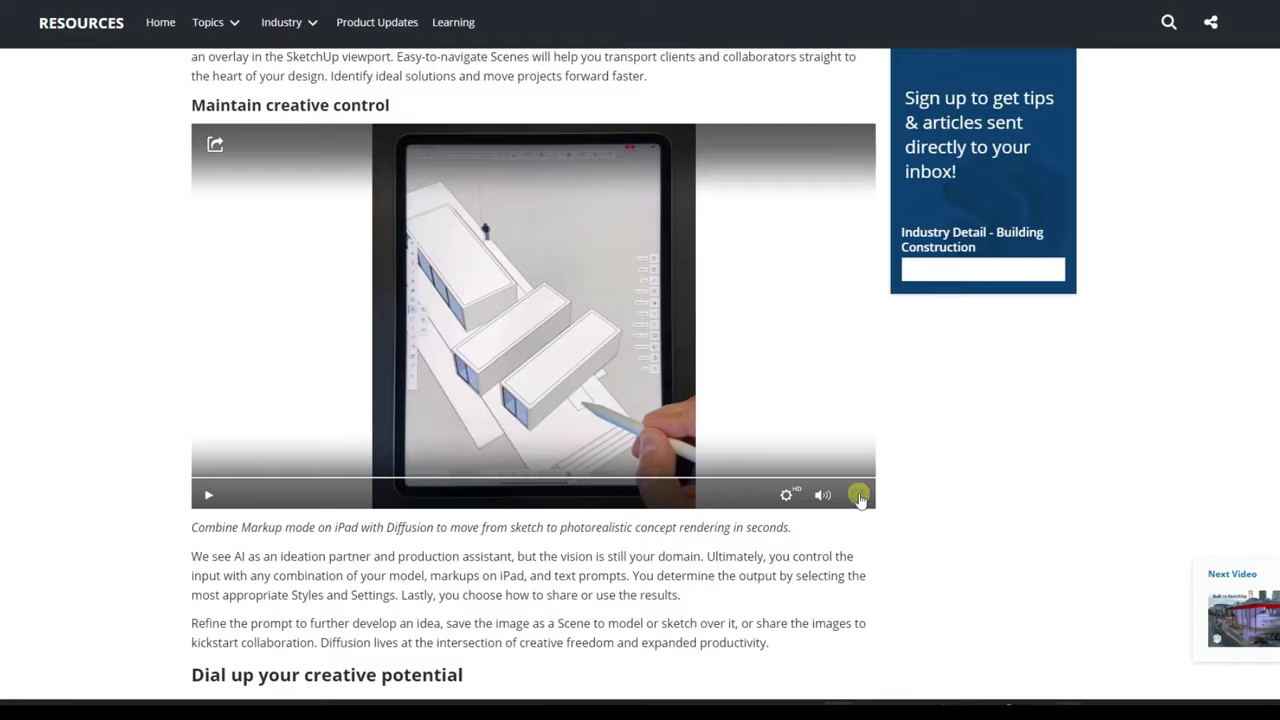 RESOURCES Home Topics Industry Product Updates Learning
an overlay in the SketchUp viewport. Easy-to-navigate Scenes will help you transport clients and collaborators straight to
the heart of your design. Identify ideal solutions and move projects forward faster.
Maintain creative control
HD
Combine Markup mode on iPad with Diffusion to move from sketch to photorealistic concept rendering in seconds.
We see AI as an ideation partner and production assistant, but the vision is still your domain. Ultimately, you control the
input with any combination of your model, markups on iPad, and text prompts. You determine the output by selecting the
most appropriate Styles and Settings. Lastly, you choose how to share or use the results.
Refine the prompt to further develop an idea, save the image as a Scene to model or sketch over it, or share the images to
kickstart collaboration. Diffusion lives at the intersection of creative freedom and expanded productivity.
Dial up your creative potential
Sign up to get tips
& articles sent
directly to your
inbox!
Industry Detail - Building
Construction
Next Video
Built in SketchUp